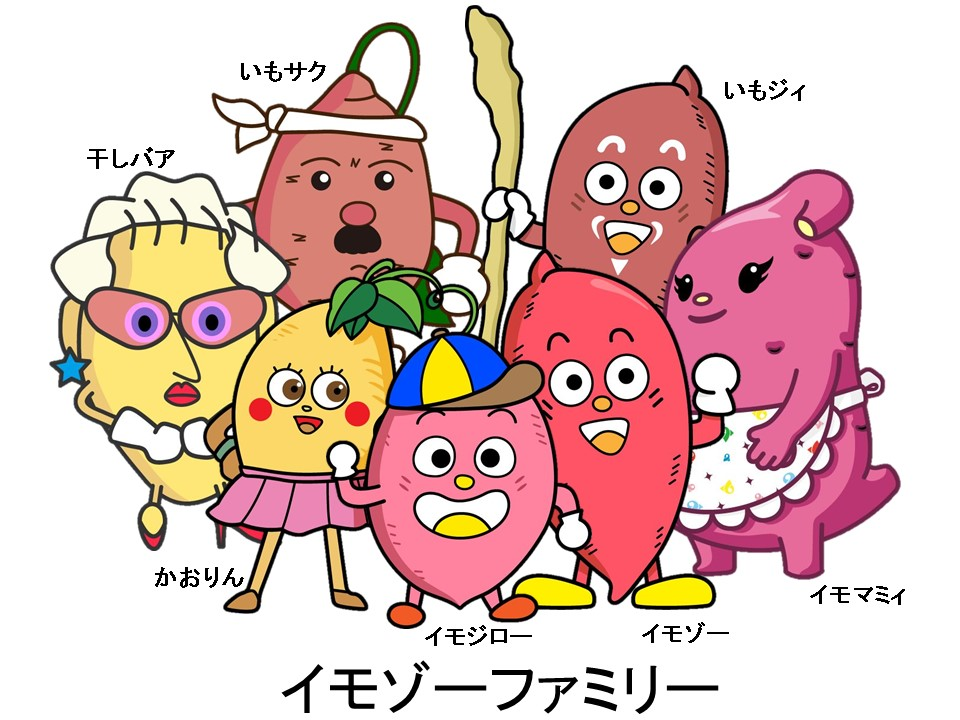 いもサク
いもジィ
干しバア
かおりん
イモマミィ
イモジロー
イモゾー
イモゾーファミリー